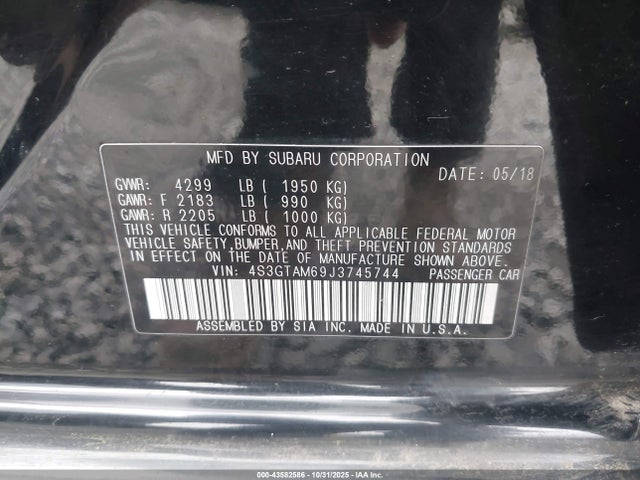 MFD BY SUBARU CORPORATION
DATE: 05/18
GVWR: 4299 LB ( 1950 KG)
GAWR: F 2183 LB ( 990 KG)
GAWR: R 2205 LB ( 1000 KG)
THIS VEHICLE CONFORMS TO ALL APPLICABLE FEDERAL MOTOR
VEHICLE SAFETY, BUMPER, AND THEFT PREVENTION STANDARDS
IN EFFECT ON THE DATE OF MANUFACTURE SHOWN ABOVE.
VIN: 4S3GTAM69J3745744 PASSENGER CAR
ASSEMBLED BY SIA INC. MADE IN U.S.A.
000-43582586 - 10/31/2025 - IAA, Inc.